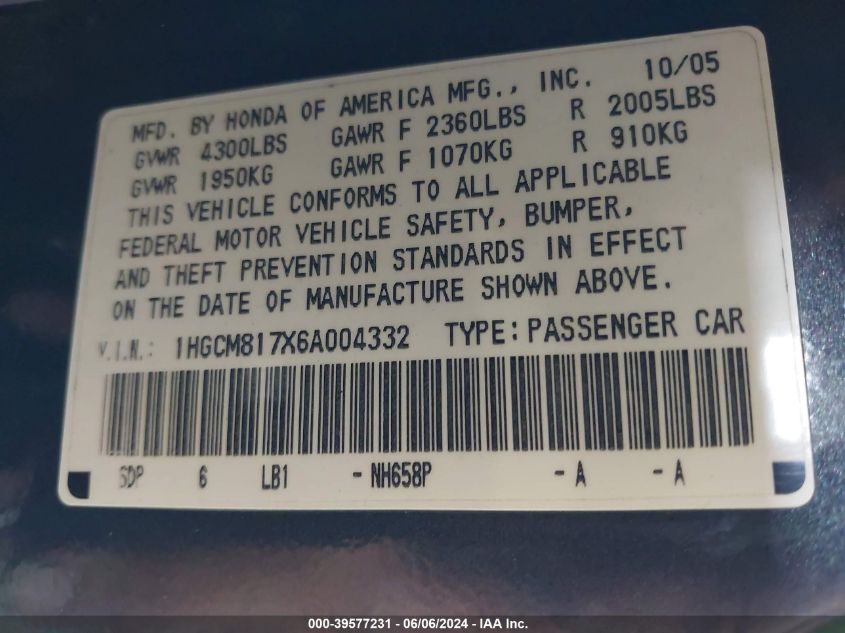 MFD. BY HONDA OF AMERICA MFG., INC. 10/05
GVWR 4300LBS GAWR F 2360LBS R 2005LBS
GVWR 1950KG GAWR F 1070KG R 910KG
THIS VEHICLE CONFORMS TO ALL APPLICABLE
FEDERAL MOTOR VEHICLE SAFETY, BUMPER,
AND THEFT PREVENTION STANDARDS IN EFFECT
ON THE DATE OF MANUFACTURE SHOWN ABOVE.
V.I.N.: 1HGCM817X6A004332 TYPE: PASSENGER CAR
SDP 6 LB1 - NH658P - A - A
000-39577231 - 06/06/2024 - IAA Inc.